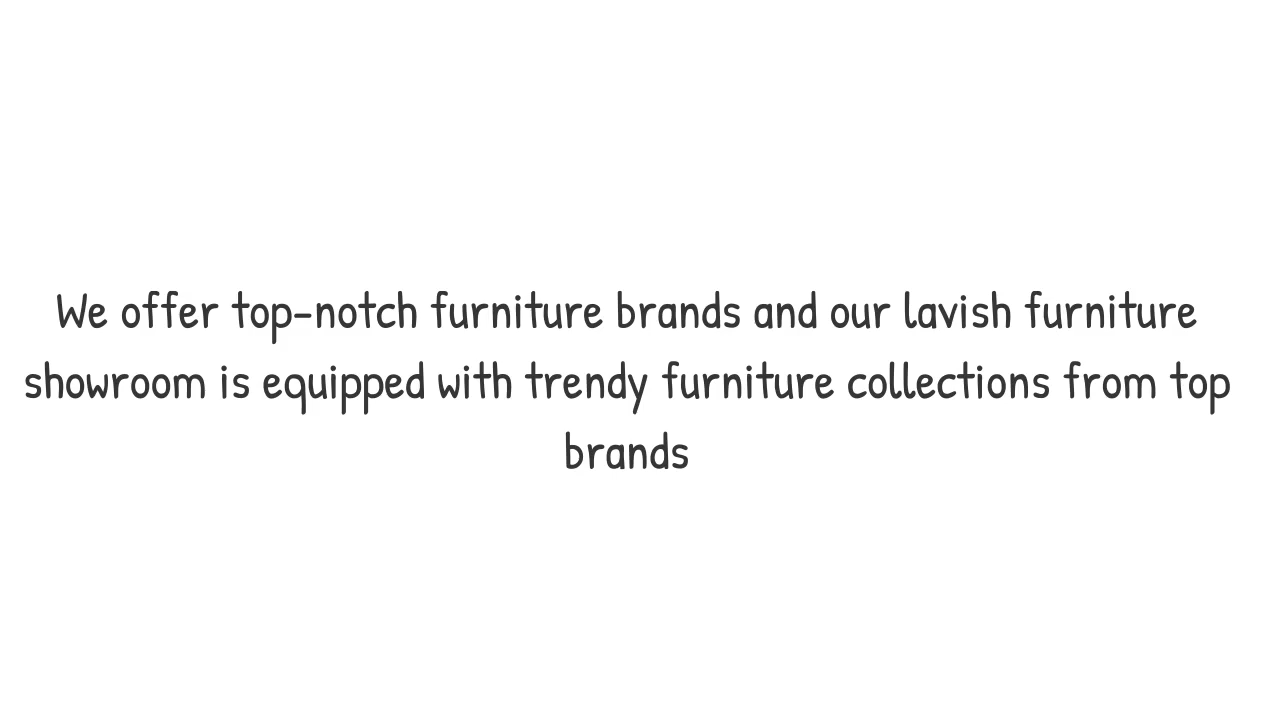 We offer top-notch furniture brands and our lavish furniture
showroom is equipped with trendy furniture collections from top
brands